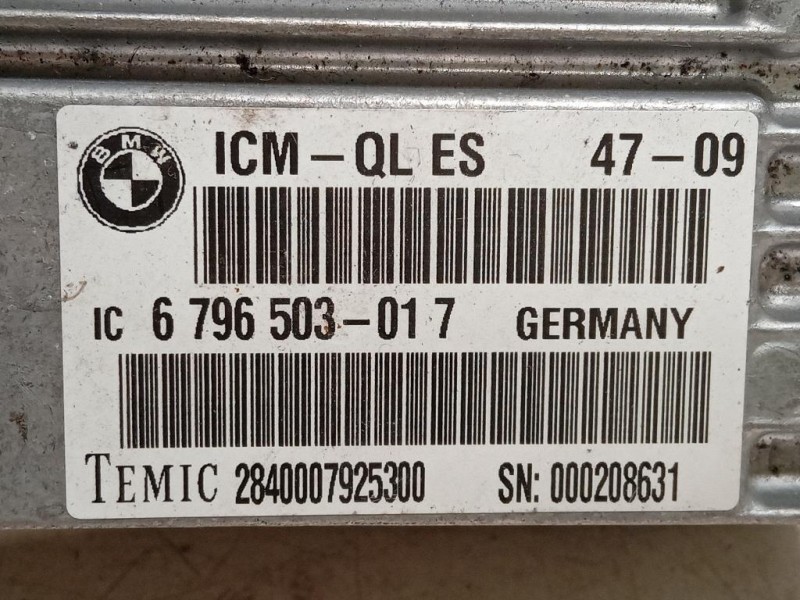 BMW
ICM – QL ES 47 – 09
IC 6 796 503 – 01 7 GERMANY
TEMIC 2840007925300 SN: 000208631